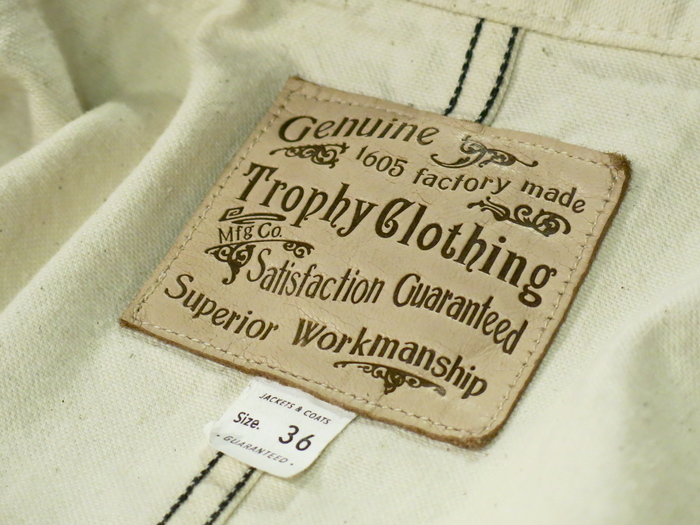 Genuine
1605 factory made
Trophy Clothing
Mfg Co.
Satisfaction Guaranteed
Superior Workmanship
JACKETS & COATS
Size. 36
· GUARANTEED ·